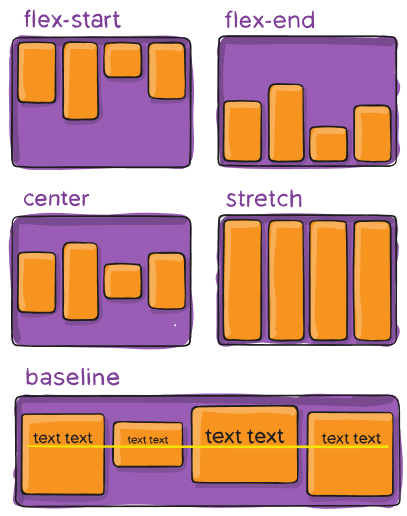 flex-start
flex-end
center
stretch
baseline
text text
text text
text text
text text